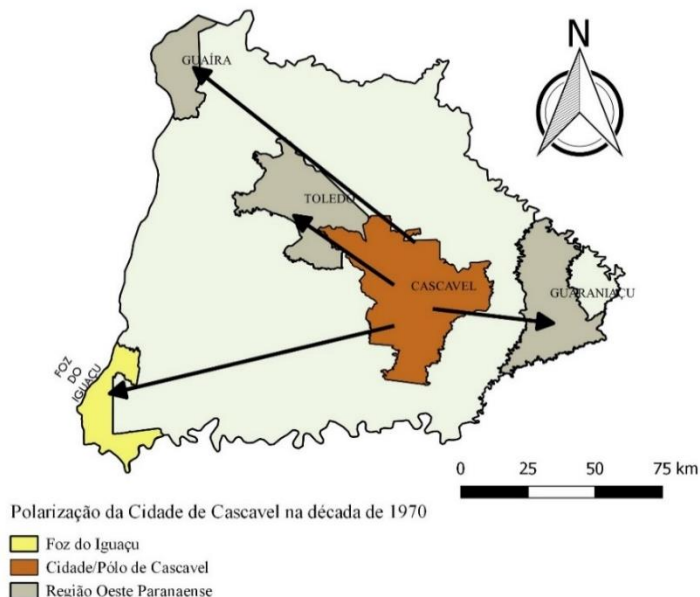 N
GUAÍRA
TOLEDO
CASCAVEL
GUARANIAÇU
FOZ
DO
IGUAÇU
0 25 50 75 km
Polarização da Cidade de Cascavel na década de 1970
Foz do Iguaçu
Cidade/Pólo de Cascavel
Região Oeste Paranaense